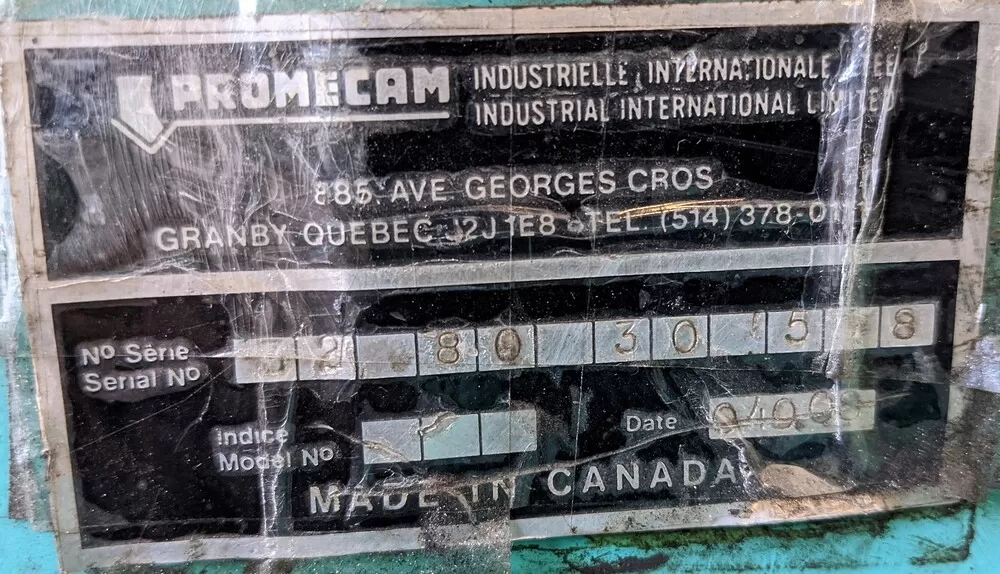 PROMECAM
INDUSTRIELLE INTERNATIONALE
INDUSTRIAL INTERNATIONAL LIMITED
885. AVE GEORGES CROS
GRANBY QUEBEC J2J 1E8 TEL. (514) 378-
Nº Série
Serial Nº
2 80 30 5 8
Indice
Model Nº
Date
MADE IN CANADA